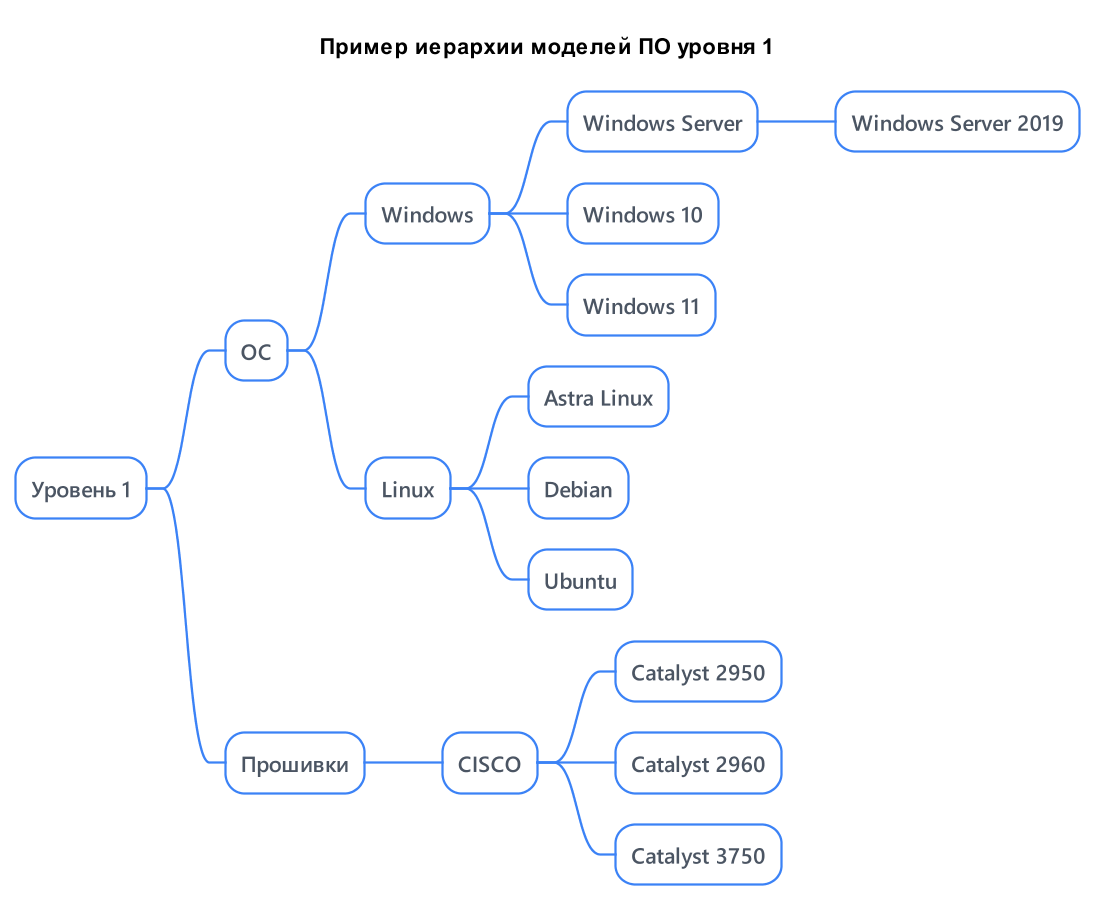 Пример иерархии моделей ПО уровня 1
Windows Server
Windows Server 2019
Windows
Windows 10
Windows 11
ОС
Astra Linux
Уровень 1
Linux
Debian
Ubuntu
Catalyst 2950
Прошивки
CISCO
Catalyst 2960
Catalyst 3750